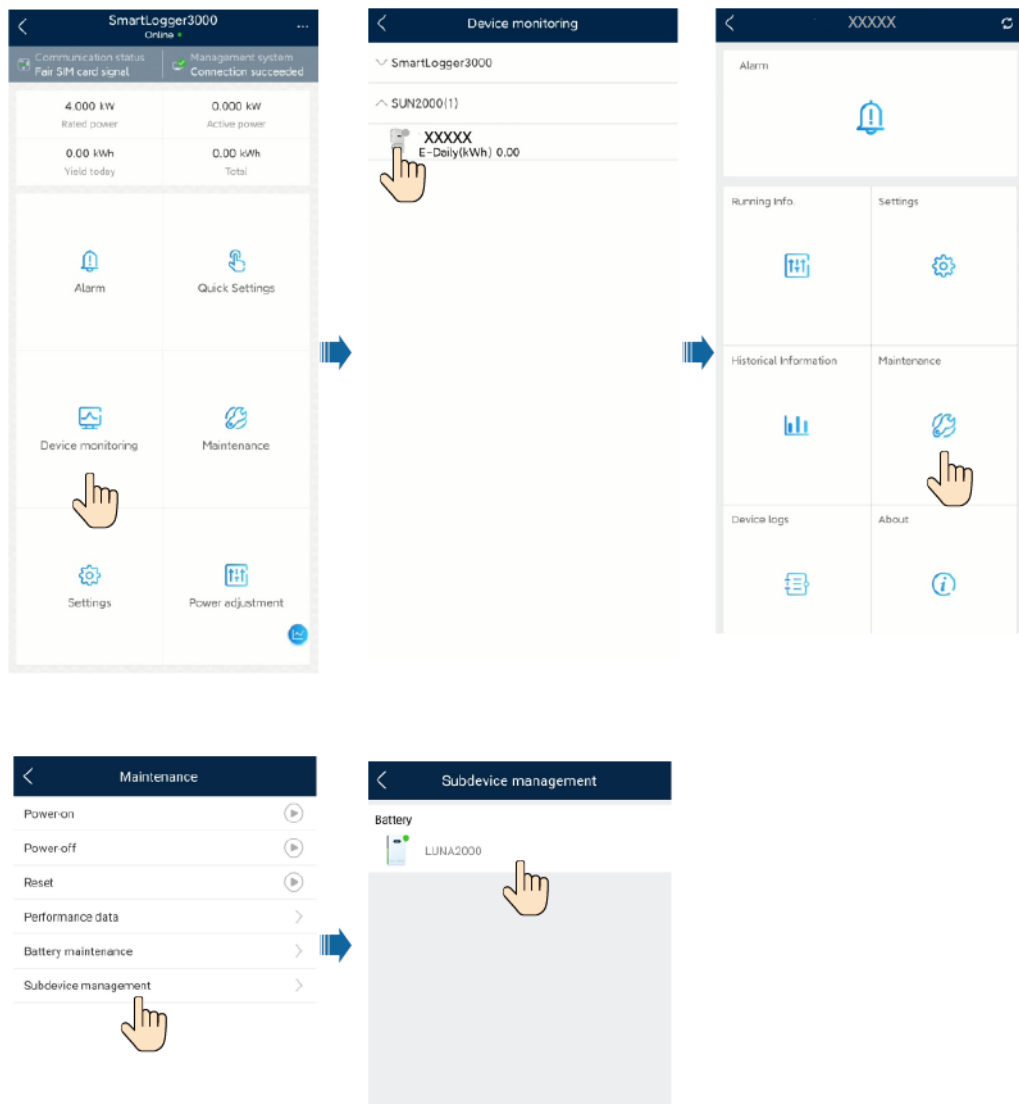 SmartLogger3000
...
Online
Communication status
Fair SIM card signal
Management system
Connection succeeded
4.000 kW
Rated power
0.000 kW
Active power
0.00 kWh
Yield today
0.00 kWh
Total
Alarm
Quick Settings
Device monitoring
Maintenance
Settings
Power adjustment
Device monitoring
SmartLogger3000
SUN2000(1)
XXXXX
E-Daily(kWh) 0.00
XXXXX
Alarm
Running Info.
Settings
Historical Information
Maintenance
Device logs
About
Maintenance
Power-on
Power-off
Reset
Performance data
Battery maintenance
Subdevice management
Subdevice management
Battery
LUNA2000